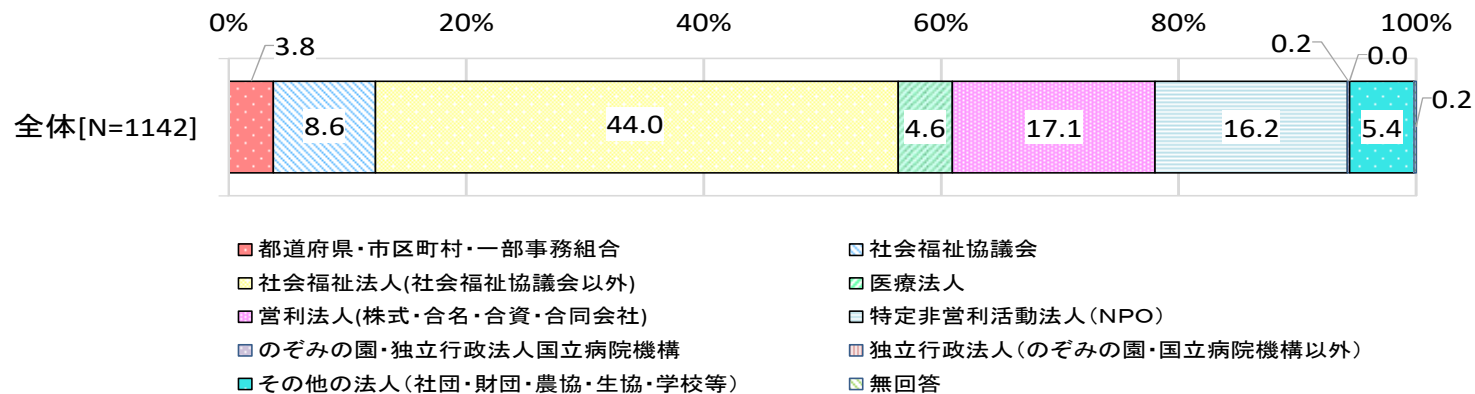 0% 20% 40% 60% 80% 100%
3.8 0.2 0.0
全体[N=1142] 8.6 44.0 4.6 17.1 16.2 5.4 0.2
都道府県・市区町村・一部事務組合 社会福祉協議会
社会福祉法人(社会福祉協議会以外) 医療法人
営利法人(株式・合名・合資・合同会社) 特定非営利活動法人（NPO）
のぞみの園・独立行政法人国立病院機構 独立行政法人（のぞみの園・国立病院機構以外）
その他の法人（社団・財団・農協・生協・学校等） 無回答